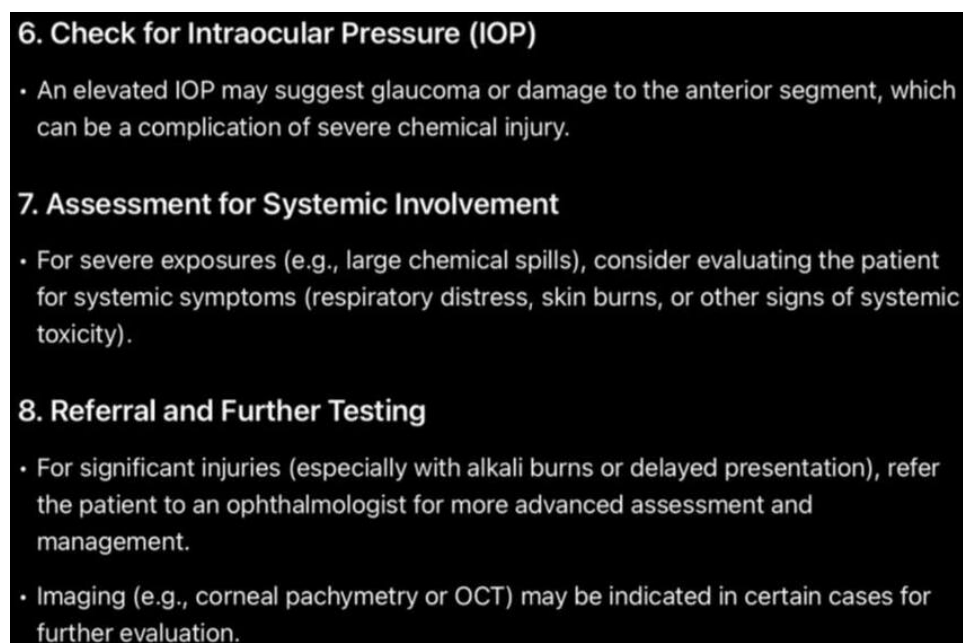 6. Check for Intraocular Pressure (IOP)
• An elevated IOP may suggest glaucoma or damage to the anterior segment, which
can be a complication of severe chemical injury.
7. Assessment for Systemic Involvement
• For severe exposures (e.g., large chemical spills), consider evaluating the patient
for systemic symptoms (respiratory distress, skin burns, or other signs of systemic
toxicity).
8. Referral and Further Testing
• For significant injuries (especially with alkali burns or delayed presentation), refer
the patient to an ophthalmologist for more advanced assessment and
management.
• Imaging (e.g., corneal pachymetry or OCT) may be indicated in certain cases for
further evaluation.